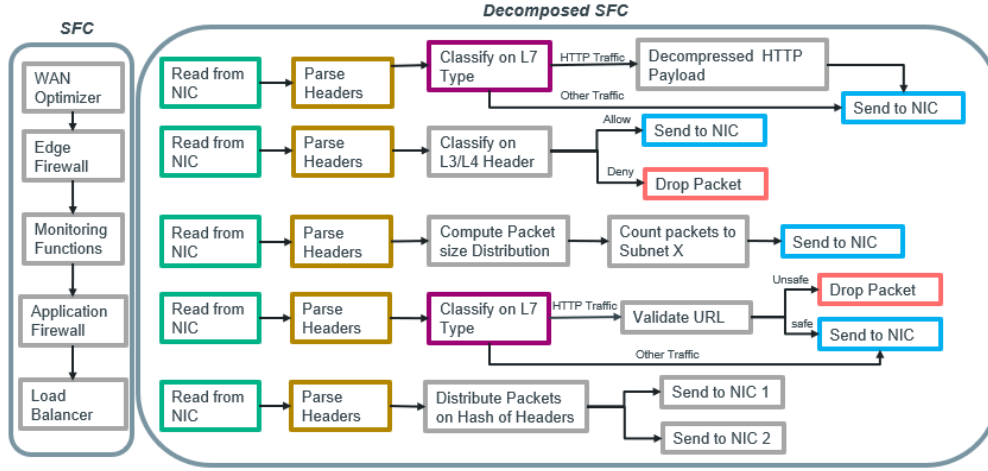 SFC
WAN
Optimizer
Edge
Firewall
Monitoring
Functions
Application
Firewall
Load
Balancer
Decomposed SFC
Read from
NIC
Parse
Headers
Classify on L7
Type
HTTP Traffic
Decompressed HTTP
Payload
Other Traffic
Send to NIC
Read from
NIC
Parse
Headers
Classify on
L3/L4 Header
Allow
Send to NIC
Deny
Drop Packet
Read from
NIC
Parse
Headers
Compute Packet
size Distribution
Count packets to
Subnet X
Send to NIC
Read from
NIC
Parse
Headers
Classify on L7
Type
HTTP Traffic
Validate URL
Unsafe
Drop Packet
safe
Send to NIC
Other Traffic
Read from
NIC
Parse
Headers
Distribute Packets
on Hash of Headers
Send to NIC 1
Send to NIC 2